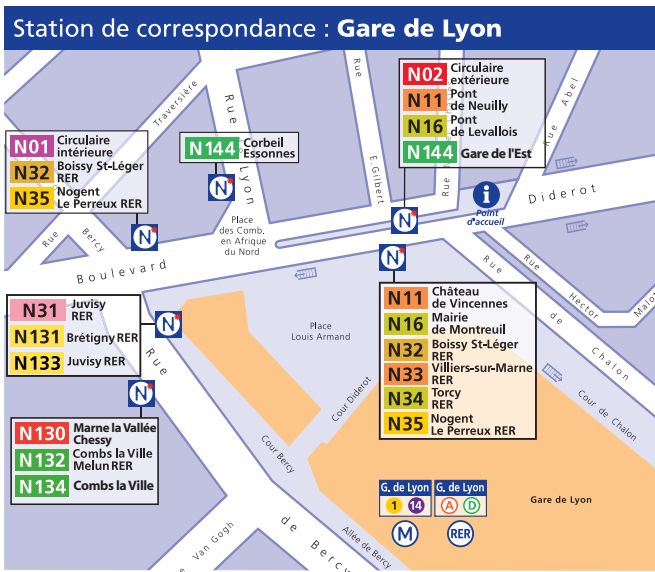 Station de correspondance : Gare de Lyon
N01 Circulaire
intérieure
N32 Boissy St-Léger
RER
N35 Nogent
Le Perreux RER
Traversière
Rue de Lyon
N144 Corbeil
Essonnes
N
Rue
E.Gilbert
N02 Circulaire
extérieure
N11 Pont
de Neuilly
N16 Pont
de Levallois
N144 Gare de l'Est
Rue
Rue Abel
N
N
i
Point
d'accueil
Diderot
Place
des Comb.
en Afrique
du Nord
Rue Bercy
Boulevard
N
N31 Juvisy
RER
N131 Brétigny RER
N133 Juvisy RER
N
Place
Louis Armand
N
N11 Château
de Vincennes
N16 Mairie
de Montreuil
N32 Boissy St-Léger
RER
N33 Villiers-sur-Marne
RER
N34 Torcy
RER
N35 Nogent
Le Perreux RER
Rue Hector Malo
Rue de Chalon
Cour de Chalon
N130 Marne la Vallée
Chessy
N132 Combs la Ville
Melun RER
N134 Combs la Ville
Rue de Bercy
Cour Diderot
Cour Bercy
G. de Lyon
1 14
M
G. de Lyon
A D
RER
Gare de Lyon
Van Gogh
Allée de Bercy